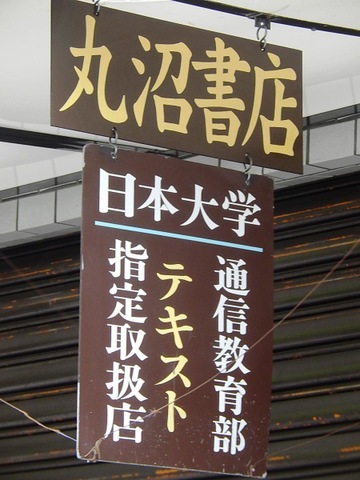 丸沼書店
日本大学
通信教育部
テキスト
指定取扱店